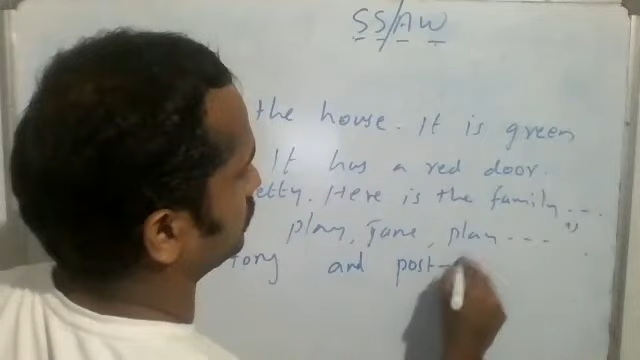 SS/AW
the house. It is green
It has a red door.
etty. Here is the family...
play, Jane, play...."
tory and post-